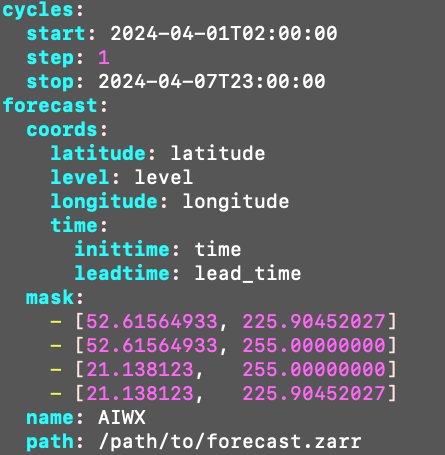 cycles:
  start: 2024-04-01T02:00:00
  step: 1
  stop: 2024-04-07T23:00:00
forecast:
  coords:
    latitude: latitude
    level: level
    longitude: longitude
    time:
      inittime: time
      leadtime: lead_time
  mask:
    - [52.61564933, 225.90452027]
    - [52.61564933, 255.00000000]
    - [21.138123,   255.00000000]
    - [21.138123,   225.90452027]
  name: AIWX
  path: /path/to/forecast.zarr